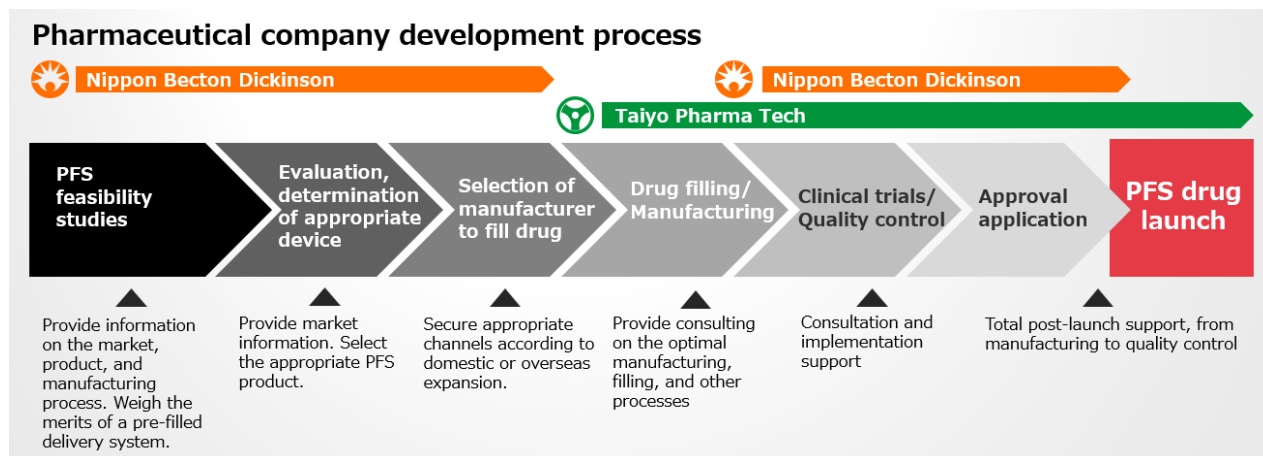 Pharmaceutical company development process
Nippon Becton Dickinson
Nippon Becton Dickinson
Taiyo Pharma Tech
PFS
feasibility
studies
Evaluation,
determination
of appropriate
device
Selection of
manufacturer
to fill drug
Drug filling/
Manufacturing
Clinical trials/
Quality control
Approval
application
PFS drug
launch
Provide information
on the market,
product, and
manufacturing
process. Weigh the
merits of a pre-filled
delivery system.
Provide market
information. Select
the appropriate PFS
product.
Secure appropriate
channels according to
domestic or overseas
expansion.
Provide consulting
on the optimal
manufacturing,
filling, and other
processes
Consultation and
implementation
support
Total post-launch support, from
manufacturing to quality control